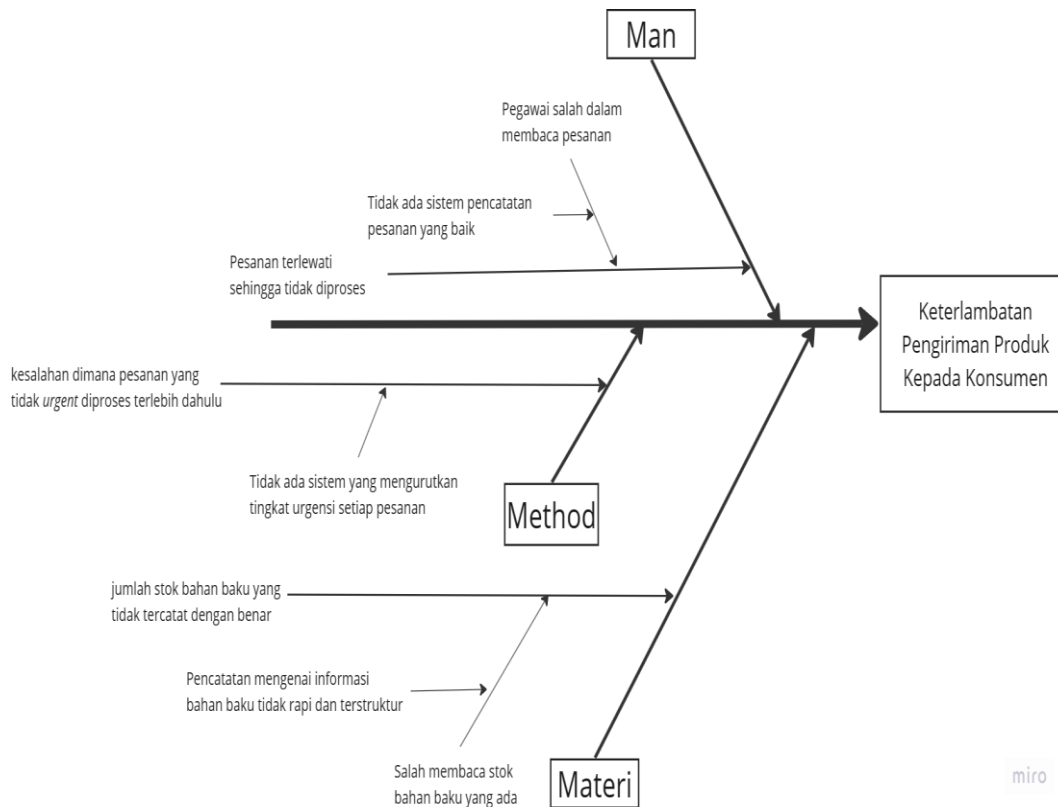 Man
Pegawai salah dalam
membaca pesanan
Tidak ada sistem pencatatan
pesanan yang baik
Pesanan terlewati
sehingga tidak diproses
Keterlambatan
Pengiriman Produk
Kepada Konsumen
kesalahan dimana pesanan yang
tidak urgent diproses terlebih dahulu
Tidak ada sistem yang mengurutkan
tingkat urgensi setiap pesanan
Method
jumlah stok bahan baku yang
tidak tercatat dengan benar
Pencatatan mengenai informasi
bahan baku tidak rapi dan terstruktur
Salah membaca stok
bahan baku yang ada
Materi
miro